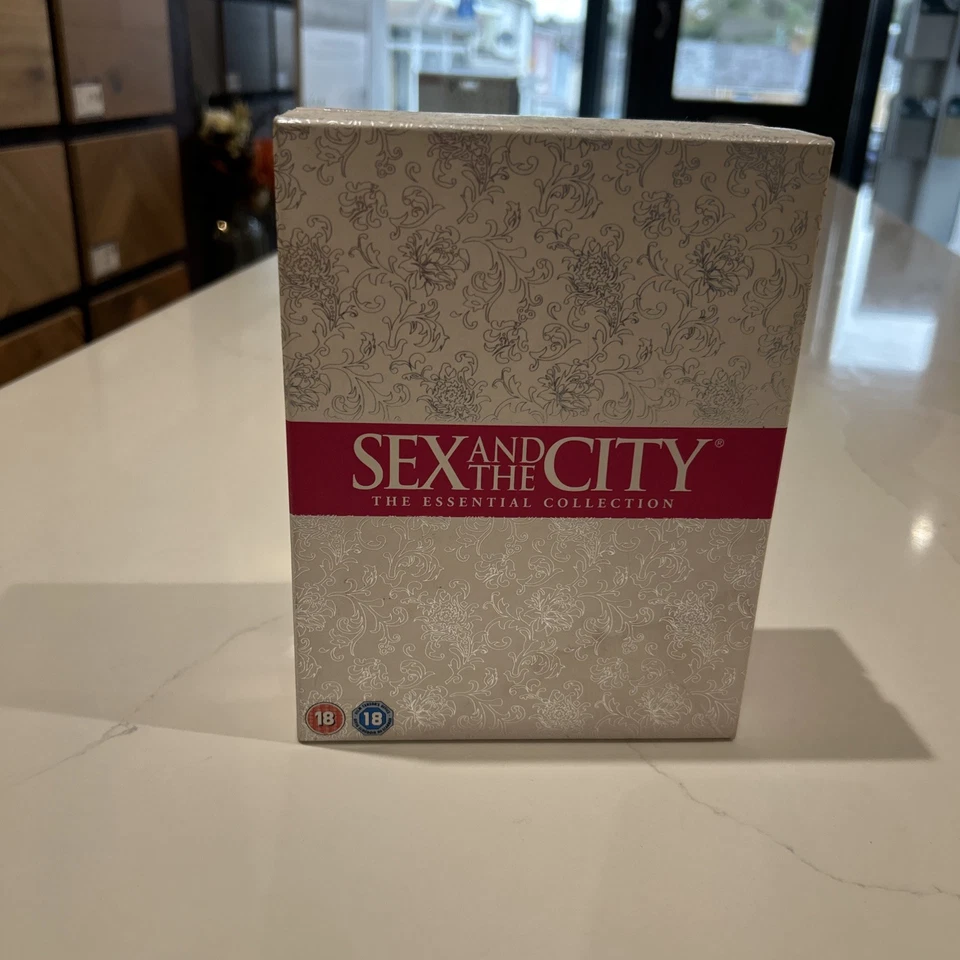 SEX AND THE CITY®
THE ESSENTIAL COLLECTION
18 18